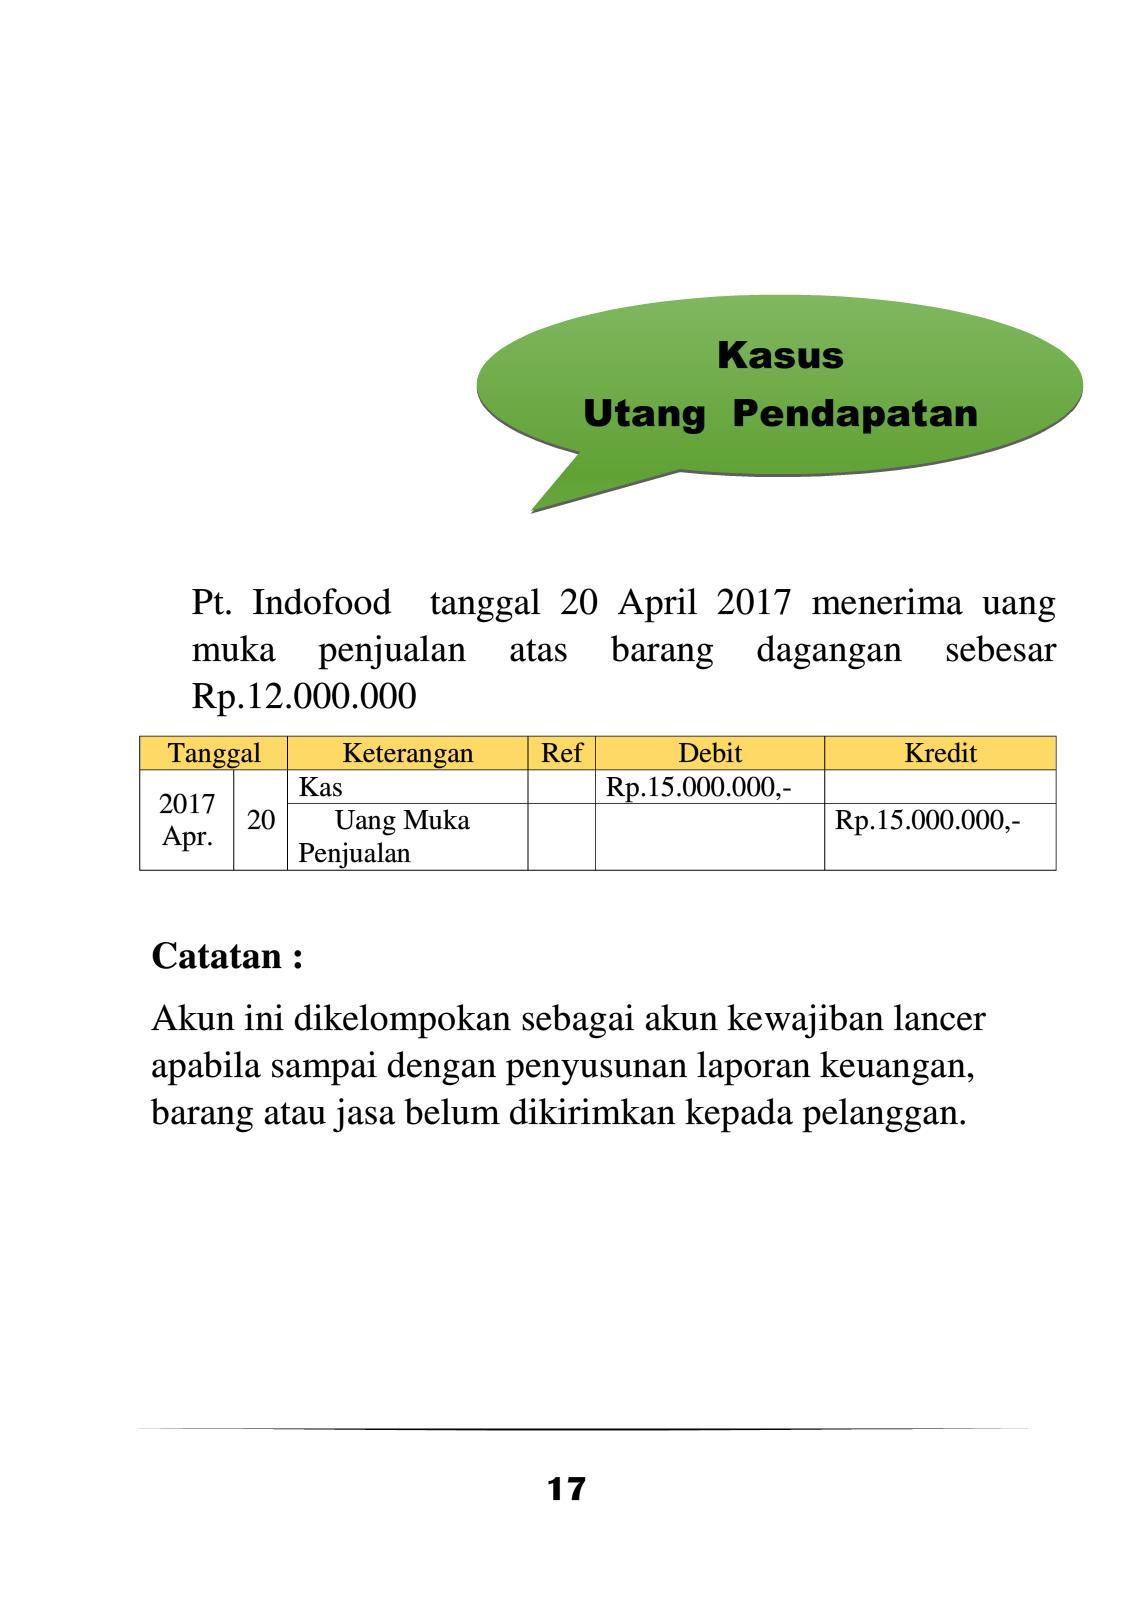 Kasus
Utang Pendapatan
Pt. Indofood tanggal 20 April 2017 menerima uang
muka penjualan atas barang dagangan sebesar
Rp.12.000.000
Tanggal Keterangan Ref Debit Kredit
2017 Apr. 20 Kas Rp.15.000.000,-
Uang Muka Rp.15.000.000,-
Penjualan
Catatan :
Akun ini dikelompokan sebagai akun kewajiban lancer
apabila sampai dengan penyusunan laporan keuangan,
barang atau jasa belum dikirimkan kepada pelanggan.
17